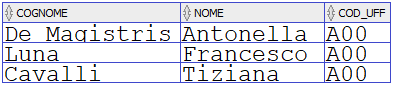 COGNOME NOME COD_UFF
De Magistris Antonella A00
Luna Francesco A00
Cavalli Tiziana A00